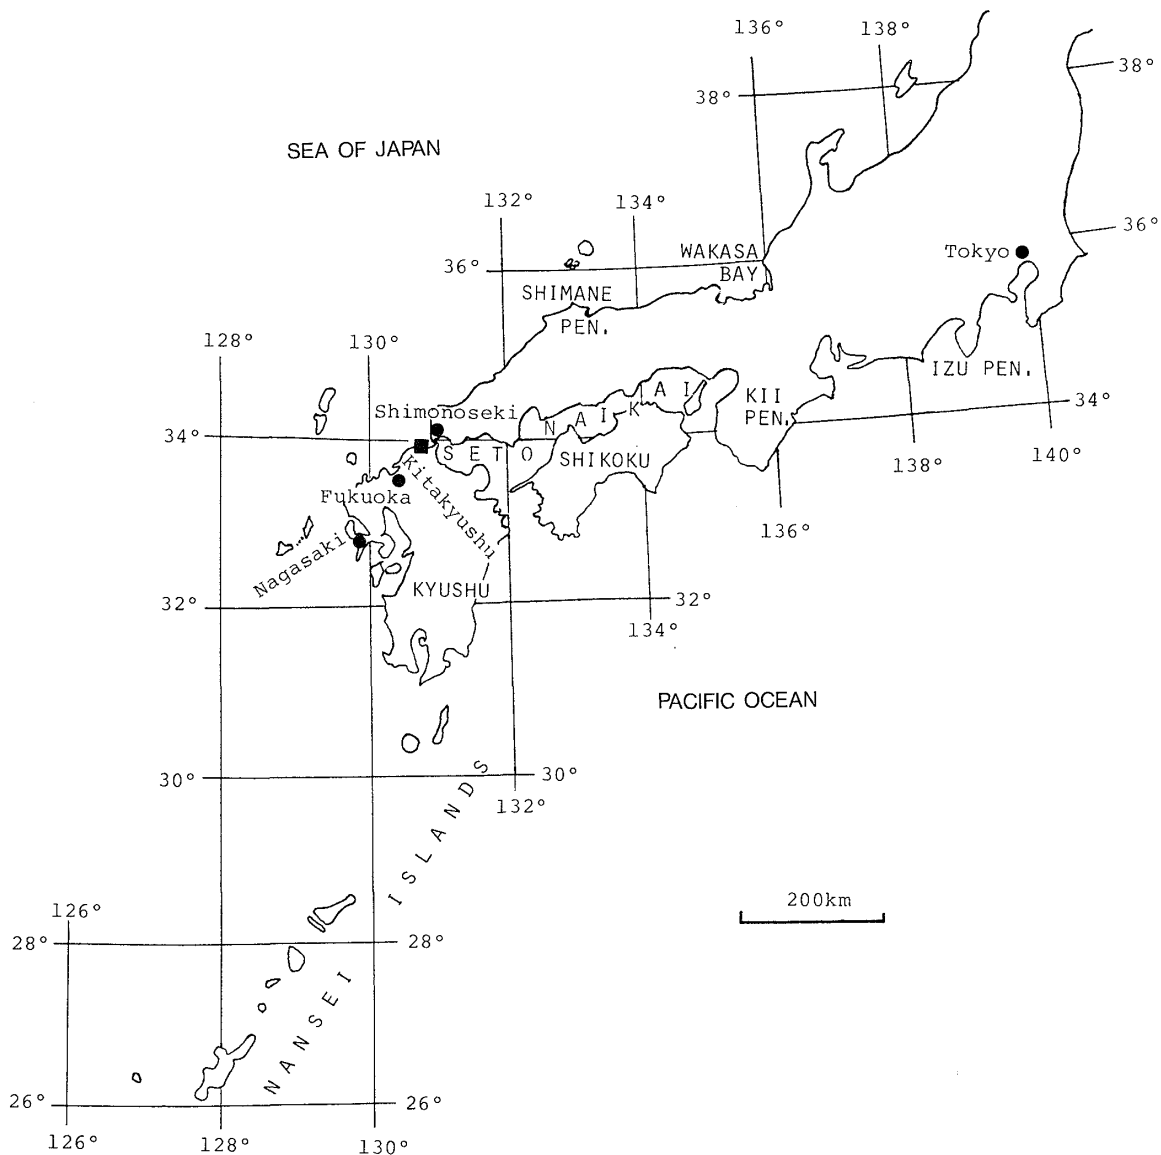 136°
138°
38°
38°
SEA OF JAPAN
132°
134°
36°
WAKASA
BAY
36°
Tokyo
SHIMANE
PEN.
128°
130°
IZU PEN.
KII
PEN.
34°
Shimonoseki
34°
SETO NAIKAI
SHIKOKU
138°
140°
Kitakyushu
Fukuoka
136°
Nagasaki
KYUSHU
32°
32°
134°
PACIFIC OCEAN
30°
30°
132°
NANSEI ISLANDS
200km
126°
28°
28°
26°
26°
126°
128°
130°